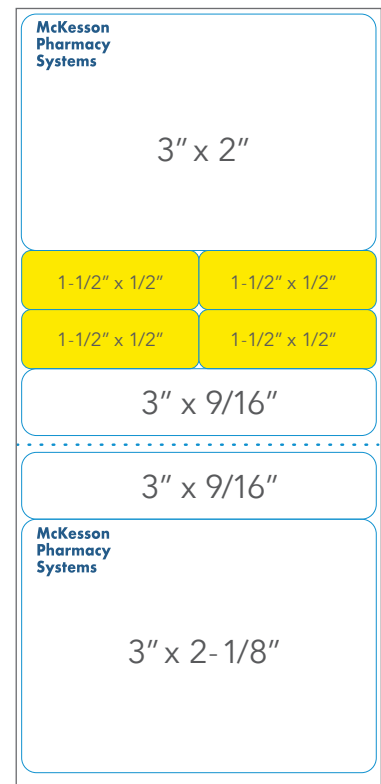 McKesson
Pharmacy
Systems
3” x 2”
1-1/2” x 1/2” 1-1/2” x 1/2”
1-1/2” x 1/2” 1-1/2” x 1/2”
3” x 9/16”
3” x 9/16”
McKesson
Pharmacy
Systems
3” x 2-1/8”